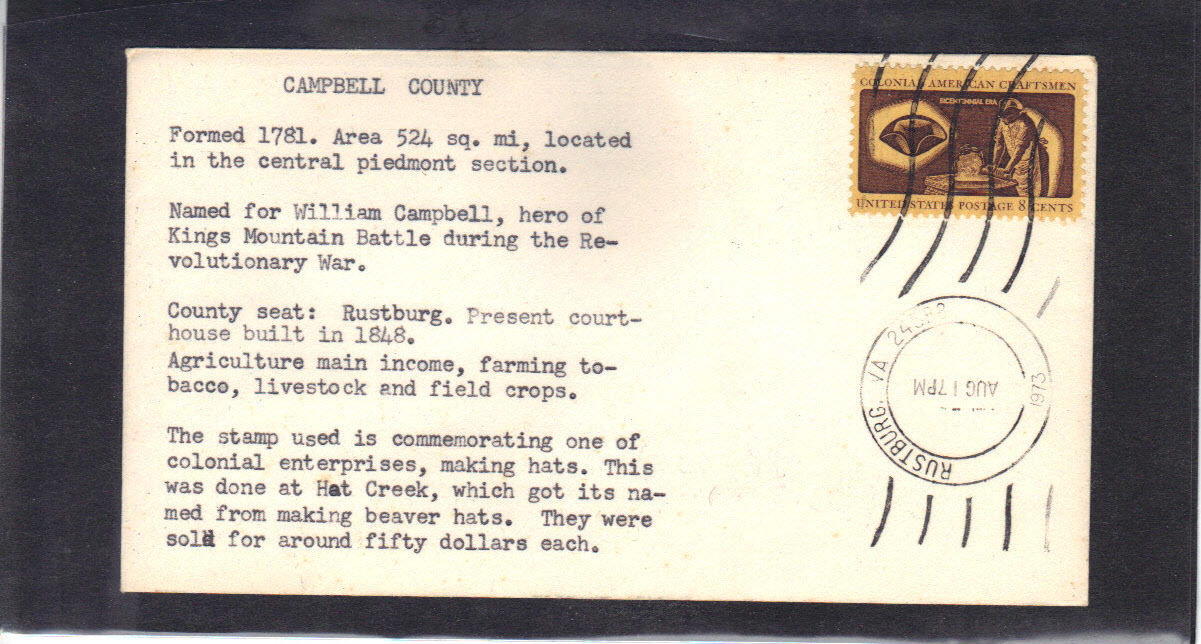 CAMPBELL COUNTY
Formed 1781. Area 524 sq. mi, located
in the central piedmont section.
Named for William Campbell, hero of
Kings Mountain Battle during the Re-
volutionary War.
County seat: Rustburg. Present court-
house built in 1848.
Agriculture main income, farming to-
bacco, livestock and field crops.
The stamp used is commemorating one of
colonial enterprises, making hats. This
was done at Hat Creek, which got its na-
med from making beaver hats. They were
sold for around fifty dollars each.
COLONIAL AMERICAN CRAFTSMEN
BICENTENNIAL ERA
UNITED STATES POSTAGE 8 CENTS
RUSTBURG, VA
AUG 1 7PM
1973